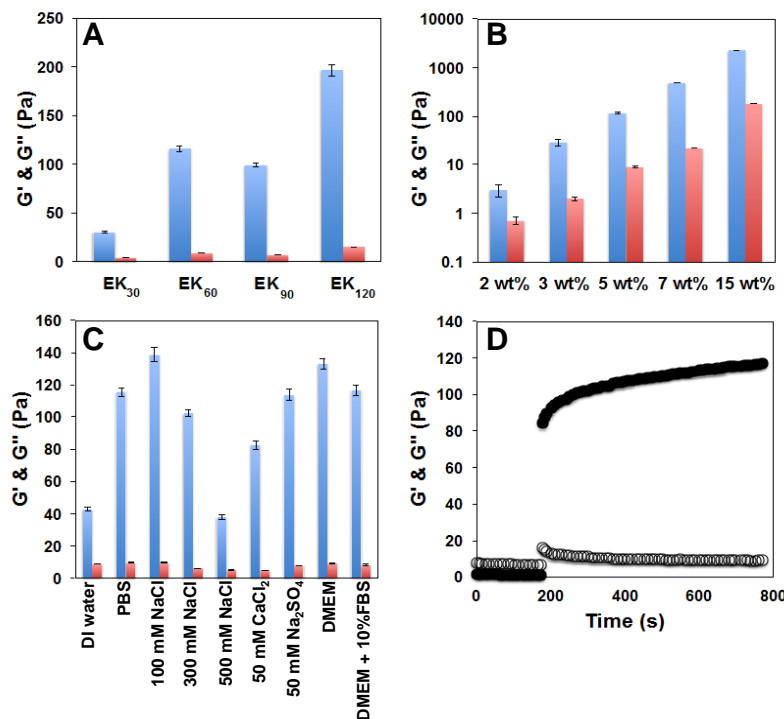 A
G' & G'' (Pa)
250
200
150
100
50
0
EK₃₀ EK₆₀ EK₉₀ EK₁₂₀
B
G' & G'' (Pa)
10000
1000
100
10
1
0.1
2 wt% 3 wt% 5 wt% 7 wt% 15 wt%
C
G' & G'' (Pa)
160
140
120
100
80
60
40
20
0
DI water
PBS
100 mM NaCl
300 mM NaCl
500 mM NaCl
50 mM CaCl₂
50 mM Na₂SO₄
DMEM
DMEM + 10%FBS
D
G' & G'' (Pa)
140
120
100
80
60
40
20
0
0 200 400 600 800
Time (s)